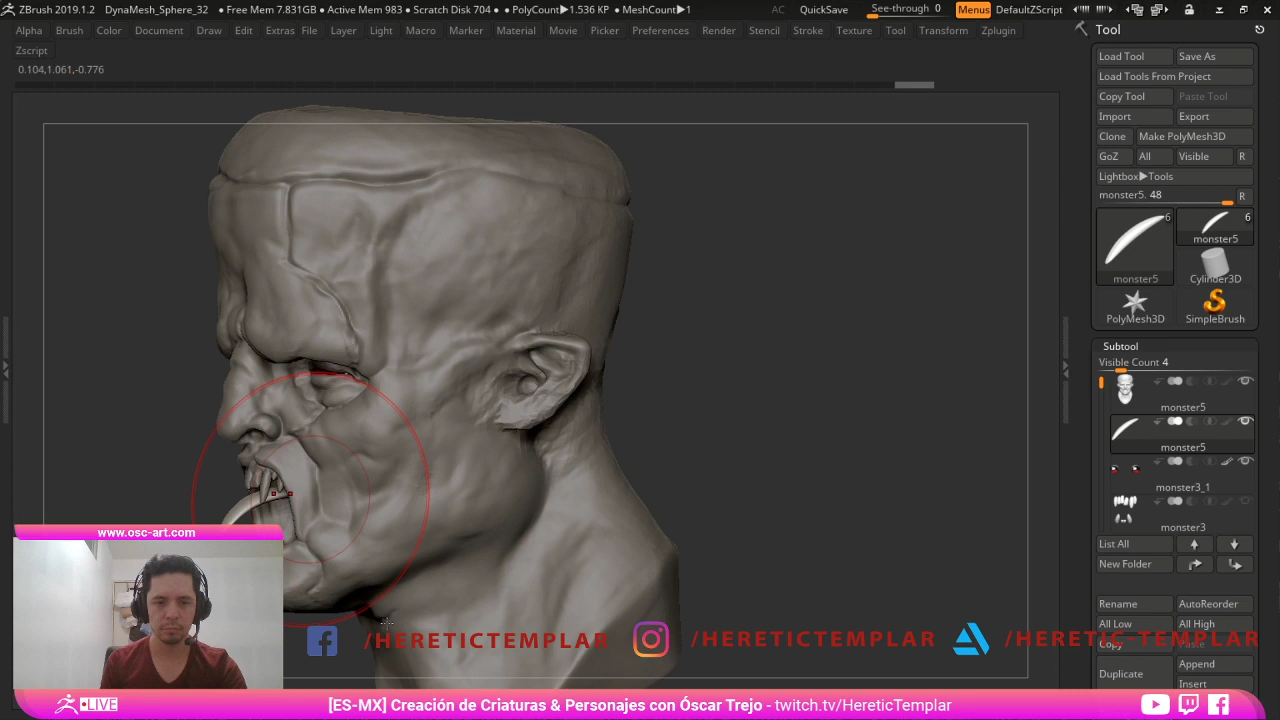 ZBrush 2019.1.2 DynaMesh_Sphere_32 ● Free Mem 7.831GB ● Active Mem 983 ● Scratch Disk 704 ● ● PolyCount▶1.536 KP ● MeshCount▶1 AC QuickSave See-through 0 Menus DefaultZScript
Alpha Brush Color Document Draw Edit Extras File Layer Light Macro Marker Material Movie Picker Preferences Render Stencil Stroke Texture Tool Transform Zplugin
Zscript
0.104,1.061,-0.776
Tool
Load Tool Save As
Load Tools From Project
Copy Tool Paste Tool
Import Export
Clone Make PolyMesh3D
GoZ All Visible R
Lightbox▶Tools
monster5. 48 R
6 6
monster5
monster5 Cylinder3D
PolyMesh3D SimpleBrush
Subtool
Visible Count 4
monster5
monster5
monster3_1
monster3
List All
New Folder
Rename AutoReorder
All Low All High
Copy Paste
Duplicate Append
Insert
www.osc-art.com
/HERETICTEMPLAR /HERETICTEMPLAR /HERETIC_TEMPLAR
LIVE [ES-MX] Creación de Criaturas & Personajes con Óscar Trejo - twitch.tv/HereticTemplar